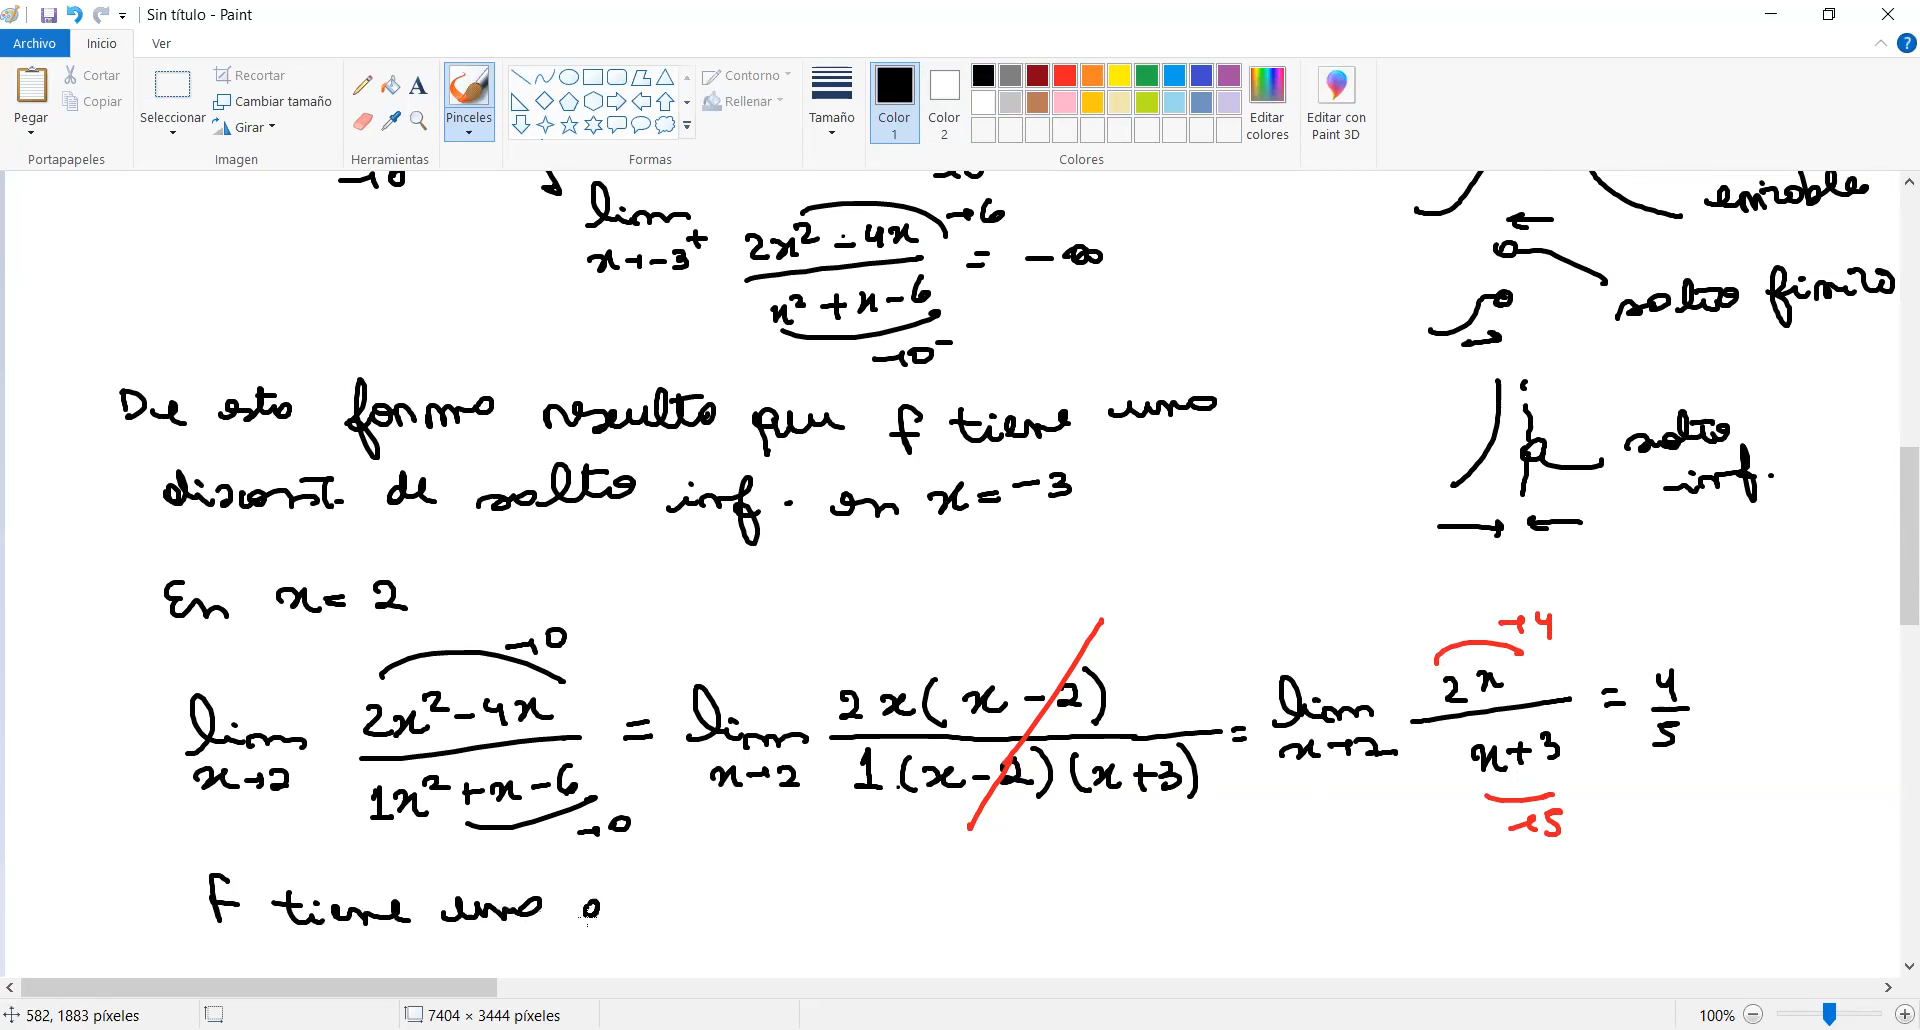 Sin título - Paint
Archivo Inicio Ver
Pegar
Cortar
Copiar
Portapapeles
Seleccionar
Recortar
Cambiar tamaño
Girar
Imagen
Herramientas
Pinceles
Formas
Contorno
Rellenar
Tamaño
Color 1
Color 2
Editar colores
Editar con Paint 3D
Colores
lim x→-3⁺ (2x² - 4x)/(x² + x - 6) = -∞
→6
→0⁻
De esta forma resulta que f tiene una
discont. de salto inf. en x = -3
evitable
salto finito
salto
inf.
En x = 2
lim x→2 (2x² - 4x)/(1x² + x - 6) = lim x→2 (2x(x - 2))/(1.(x - 2)(x + 3)) = lim x→2 (2x)/(x + 3) = 4/5
→0
→0
→4
→5
f tiene una
582, 1883 píxeles
7404 × 3444 píxeles
100%